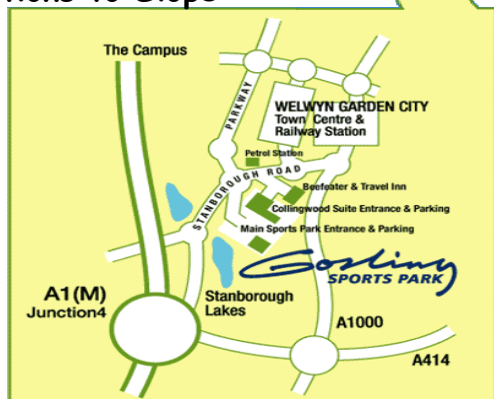 The Campus
PARKWAY
WELWYN GARDEN CITY
Town Centre &
Railway Station
Petrol Station
STANBOROUGH ROAD
Beefeater & Travel Inn
Collingwood Suite Entrance & Parking
Main Sports Park Entrance & Parking
Gosling
SPORTS PARK
A1(M)
Junction4
Stanborough
Lakes
A1000
A414